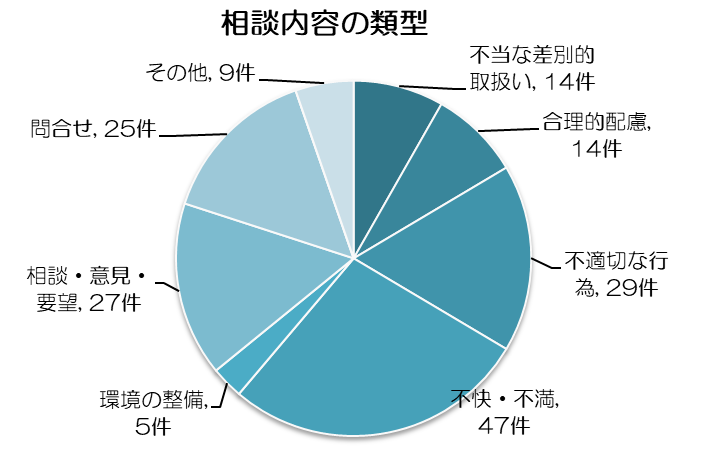 相談内容の類型
不当な差別的
取扱い, 14件
合理的配慮,
14件
不適切な行
為, 29件
不快・不満,
47件
環境の整備,
5件
相談・意見・
要望, 27件
問合せ, 25件
その他, 9件